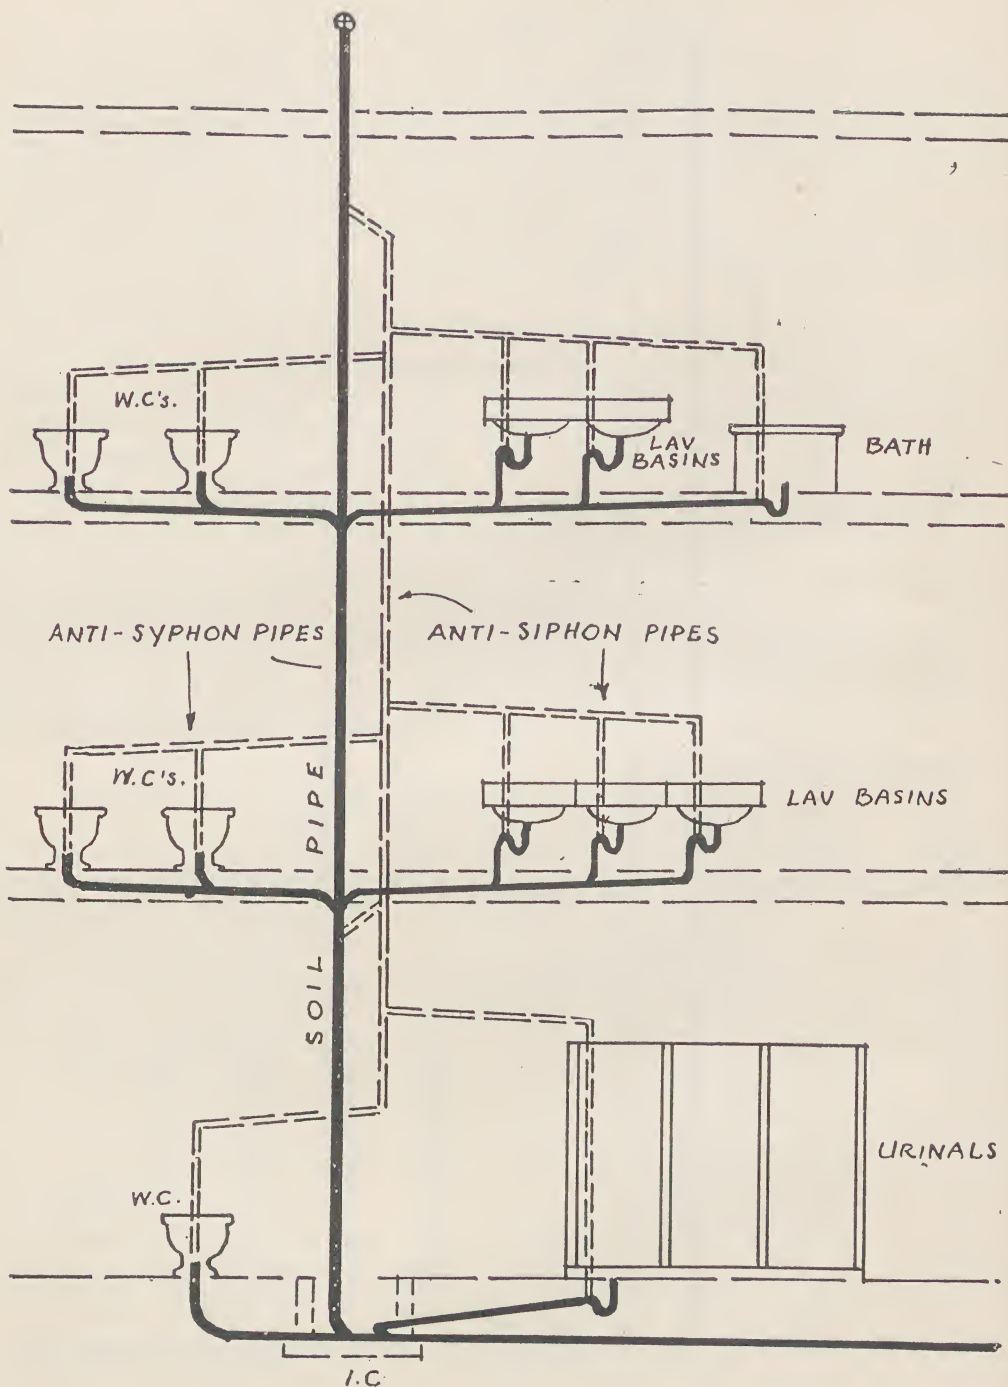 W.C's.
LAV
BASINS
BATH
ANTI-SYPHON PIPES
ANTI-SIPHON PIPES
W.C's.
LAV BASINS
SOIL PIPE
URINALS
W.C.
I.C